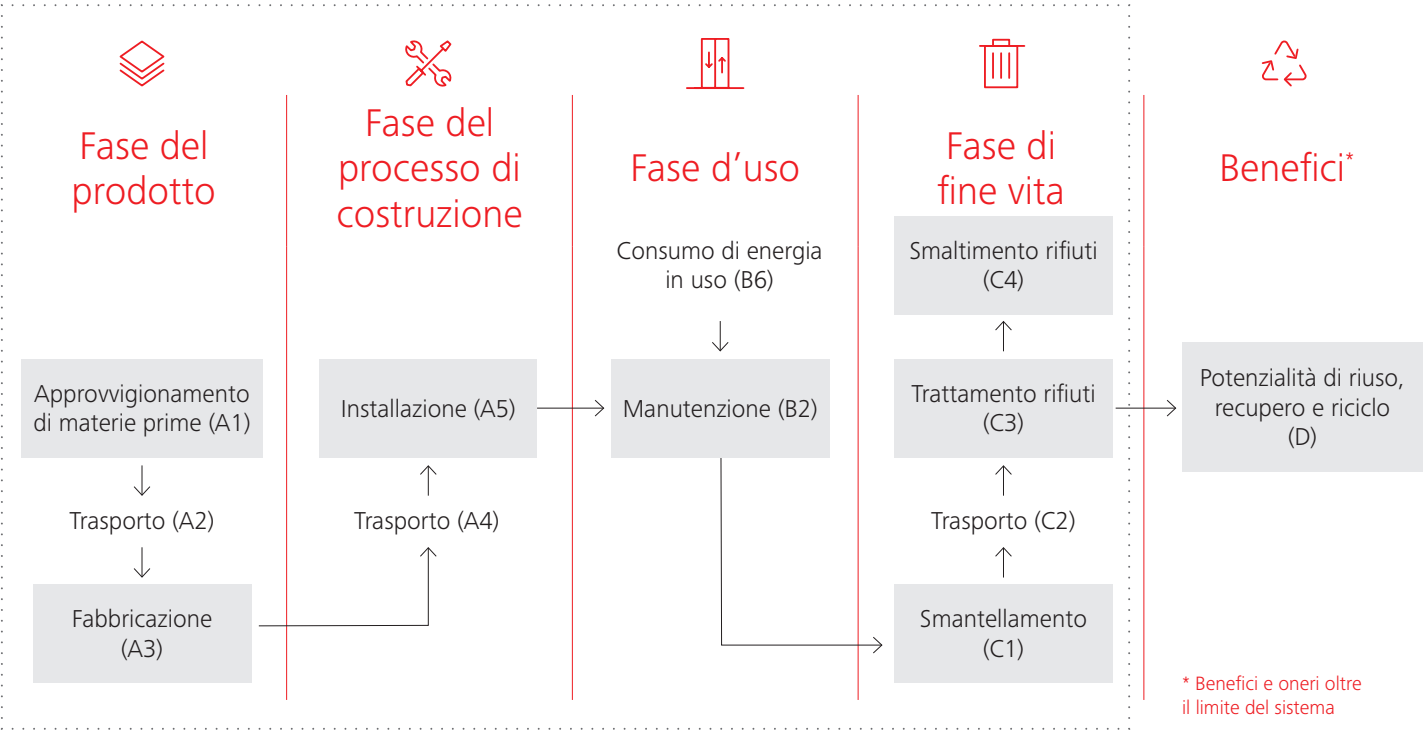 Fase del
prodotto
Approvvigionamento
di materie prime (A1)
Trasporto (A2)
Fabbricazione
(A3)
Fase del
processo di
costruzione
Installazione (A5)
Trasporto (A4)
Fase d’uso
Consumo di energia
in uso (B6)
Manutenzione (B2)
Fase di
fine vita
Smaltimento rifiuti
(C4)
Trattamento rifiuti
(C3)
Trasporto (C2)
Smantellamento
(C1)
Benefici*
Potenzialità di riuso,
recupero e riciclo
(D)
* Benefici e oneri oltre
il limite del sistema